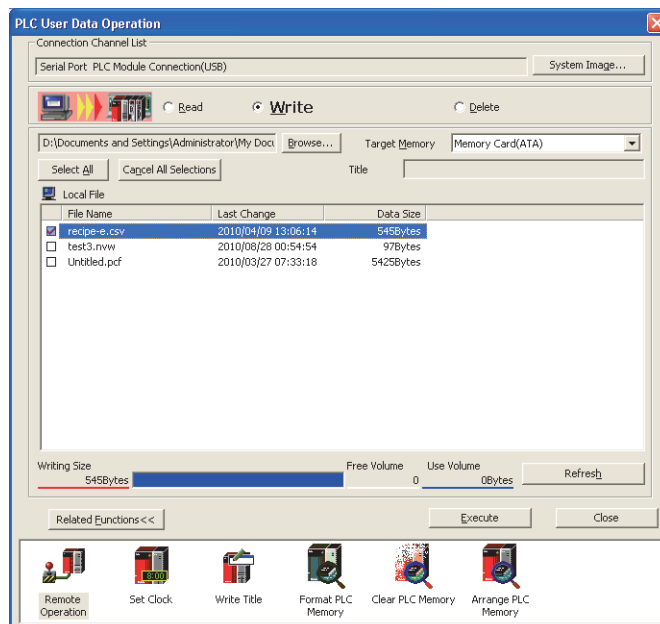 PLC User Data Operation
Connection Channel List
Serial Port PLC Module Connection(USB)
System Image...
Read
Write
Delete
D:\Documents and Settings\Administrator\My Docu
Browse...
Target Memory
Memory Card(ATA)
Select All
Cancel All Selections
Title
Local File
File Name Last Change Data Size
recipe-e.csv 2010/04/09 13:06:14 545Bytes
test3.nvw 2010/08/28 00:54:54 97Bytes
Untitled.pcf 2010/03/27 07:33:18 5425Bytes
Writing Size Free Volume Use Volume
545Bytes 0 0Bytes
Refresh
Related Functions<<
Execute
Close
8:00
Remote
Operation
Set Clock
Write Title
Format PLC
Memory
Clear PLC Memory
Arrange PLC
Memory